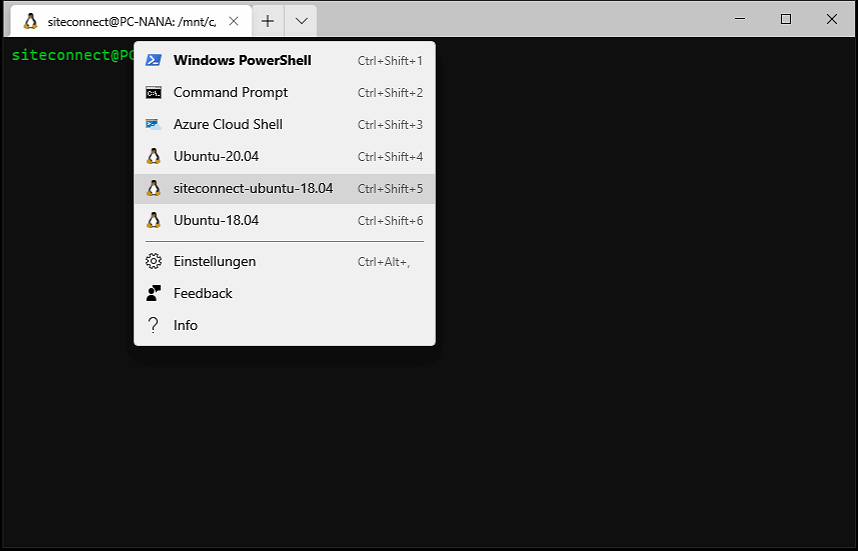 siteconnect@PC-NANA: /mnt/c,
siteconnect@PC
Windows PowerShell Ctrl+Shift+1
Command Prompt Ctrl+Shift+2
Azure Cloud Shell Ctrl+Shift+3
Ubuntu-20.04 Ctrl+Shift+4
siteconnect-ubuntu-18.04 Ctrl+Shift+5
Ubuntu-18.04 Ctrl+Shift+6
Einstellungen Ctrl+Alt+,
Feedback
Info